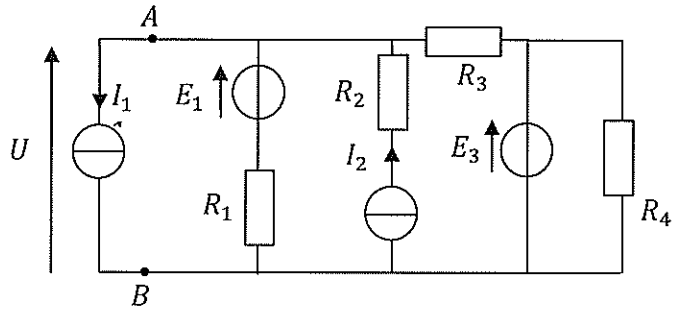 A
I₁
E₁
R₂
R₃
U
I₂
E₃
R₁
R₄
B